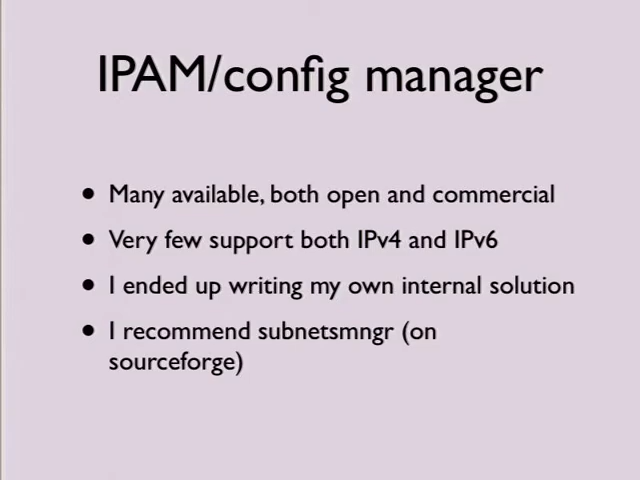 IPAM/config manager
• Many available, both open and commercial
• Very few support both IPv4 and IPv6
• I ended up writing my own internal solution
• I recommend subnetsmngr (on
sourceforge)